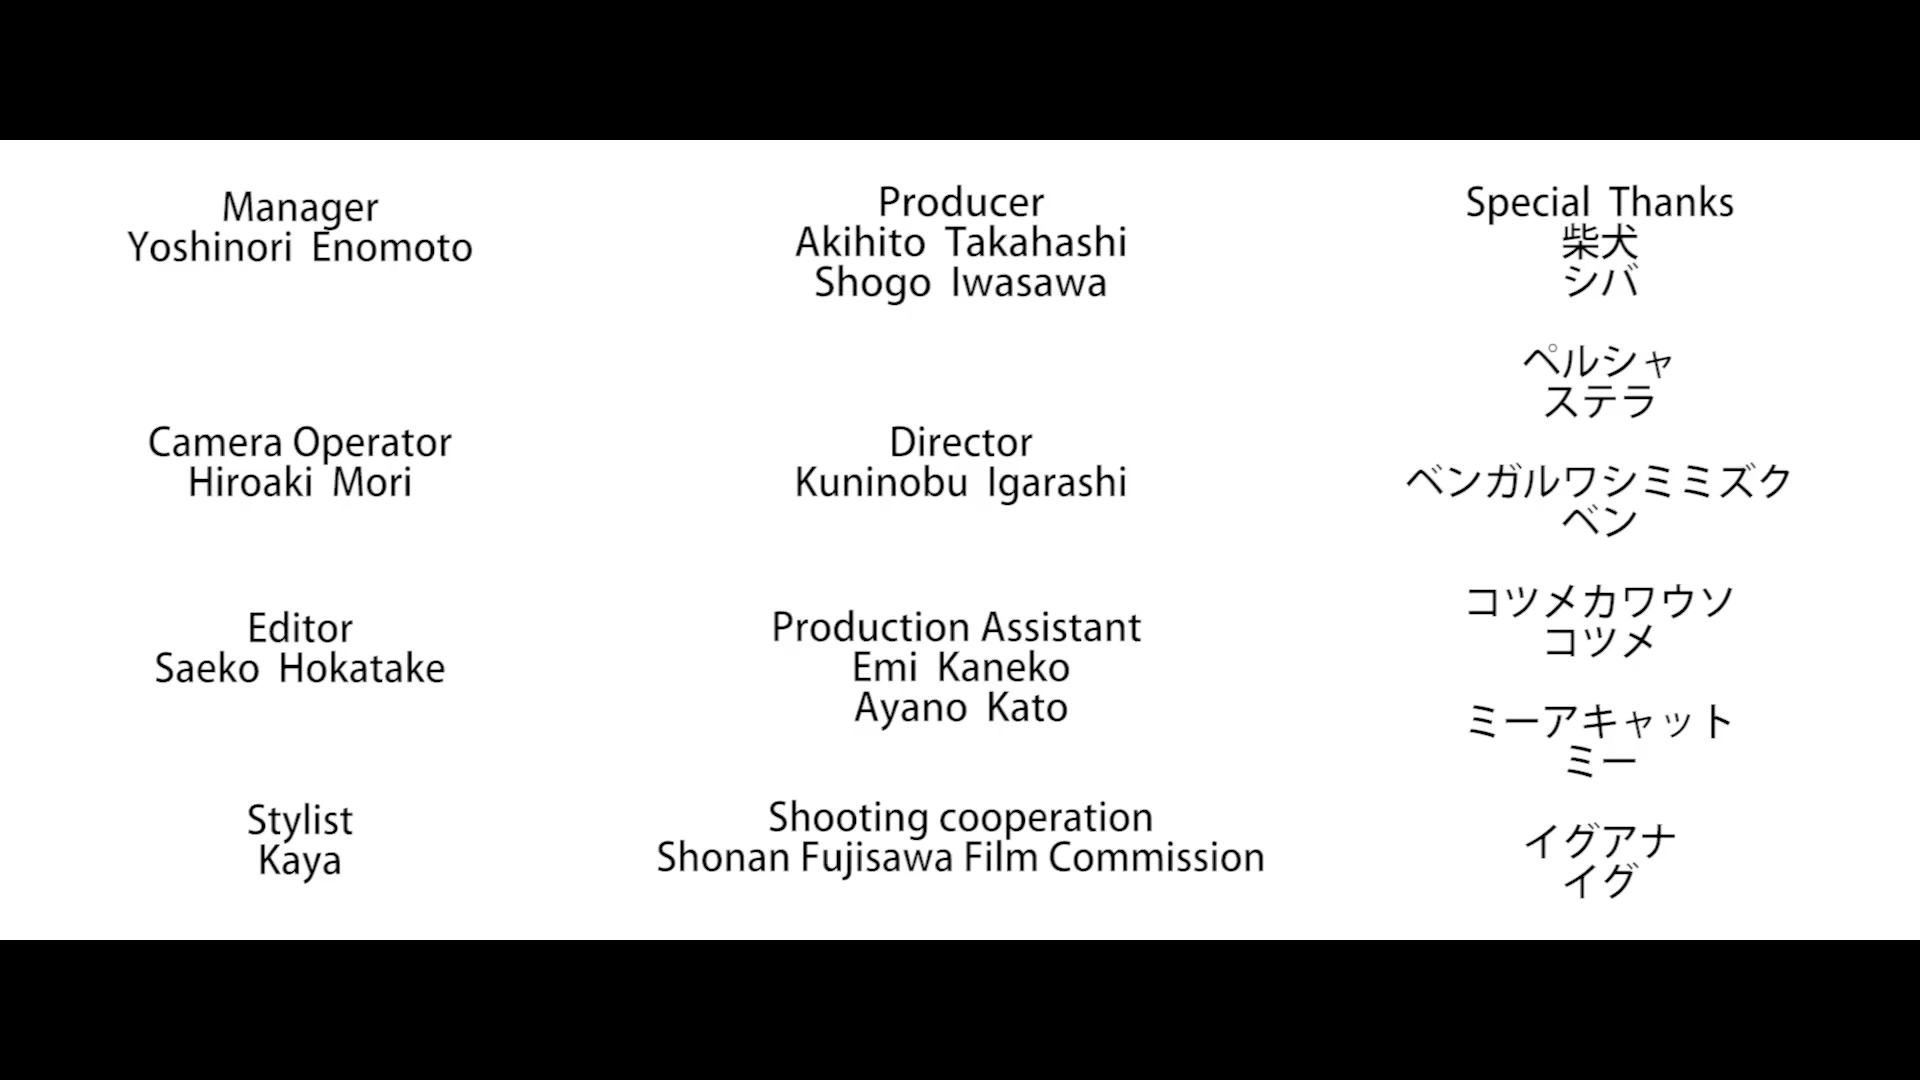 Manager
Yoshinori Enomoto
Camera Operator
Hiroaki Mori
Editor
Saeko Hokatake
Stylist
Kaya
Producer
Akihito Takahashi
Shogo Iwasawa
Director
Kuninobu Igarashi
Production Assistant
Emi Kaneko
Ayano Kato
Shooting cooperation
Shonan Fujisawa Film Commission
Special Thanks
柴犬
シバ
ペルシャ
ステラ
ベンガルワシミミズク
ベン
コツメカワウソ
コツメ
ミーアキャット
ミー
イグアナ
イグ